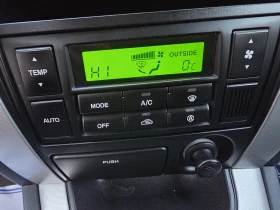 OUTSIDE
TEMP
HI
0c
AUTO
MODE
A/C
OFF
PUSH